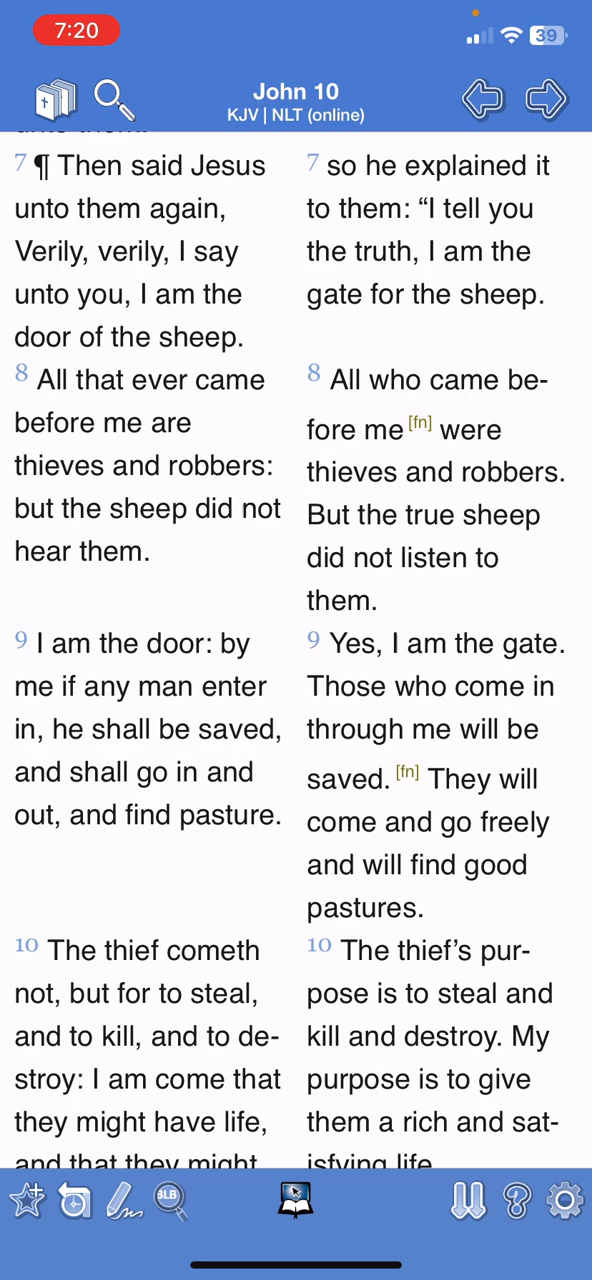 7:20
39
John 10
KJV | NLT (online)
unto them.
7 ¶ Then said Jesus
unto them again,
Verily, verily, I say
unto you, I am the
door of the sheep.
8 All that ever came
before me are
thieves and robbers:
but the sheep did not
hear them.
9 I am the door: by
me if any man enter
in, he shall be saved,
and shall go in and
out, and find pasture.
10 The thief cometh
not, but for to steal,
and to kill, and to de-
stroy: I am come that
they might have life,
and that they might
7 so he explained it
to them: “I tell you
the truth, I am the
gate for the sheep.
8 All who came be-
fore me [fn] were
thieves and robbers.
But the true sheep
did not listen to
them.
9 Yes, I am the gate.
Those who come in
through me will be
saved. [fn] They will
come and go freely
and will find good
pastures.
10 The thief’s pur-
pose is to steal and
kill and destroy. My
purpose is to give
them a rich and sat-
isfying life
BLB